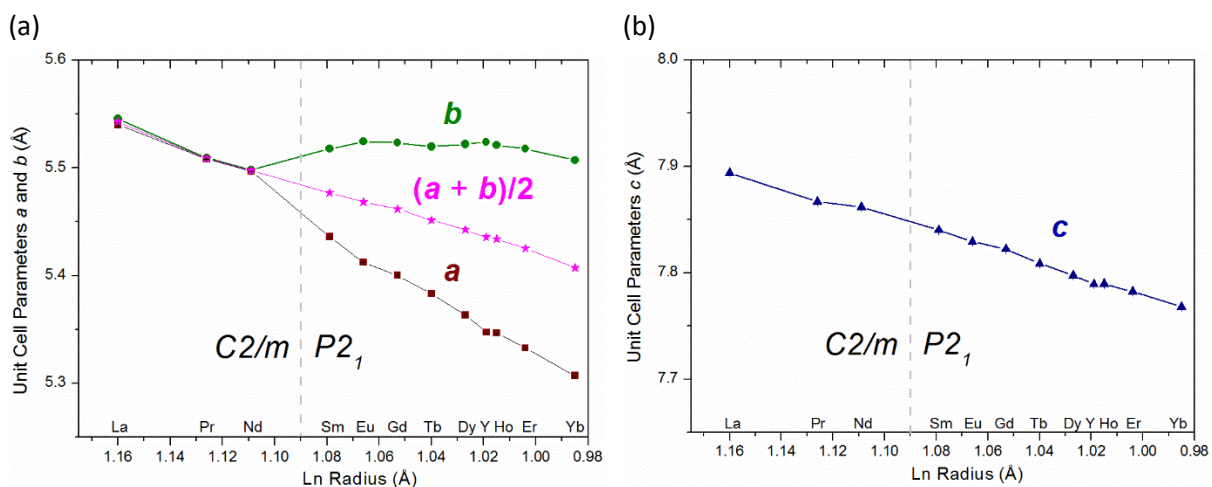 (a)
Unit Cell Parameters a and b (Å)
5.6
5.5
5.4
5.3
b
(a + b)/2
a
C2/m P2₁
La Pr Nd Sm Eu Gd Tb Dy Y Ho Er Yb
1.16 1.14 1.12 1.10 1.08 1.06 1.04 1.02 1.00 0.98
Ln Radius (Å)
(b)
Unit Cell Parameters c (Å)
8.0
7.9
7.8
7.7
c
C2/m P2₁
La Pr Nd Sm Eu Gd Tb Dy Y Ho Er Yb
1.16 1.14 1.12 1.10 1.08 1.06 1.04 1.02 1.00 0.98
Ln Radius (Å)